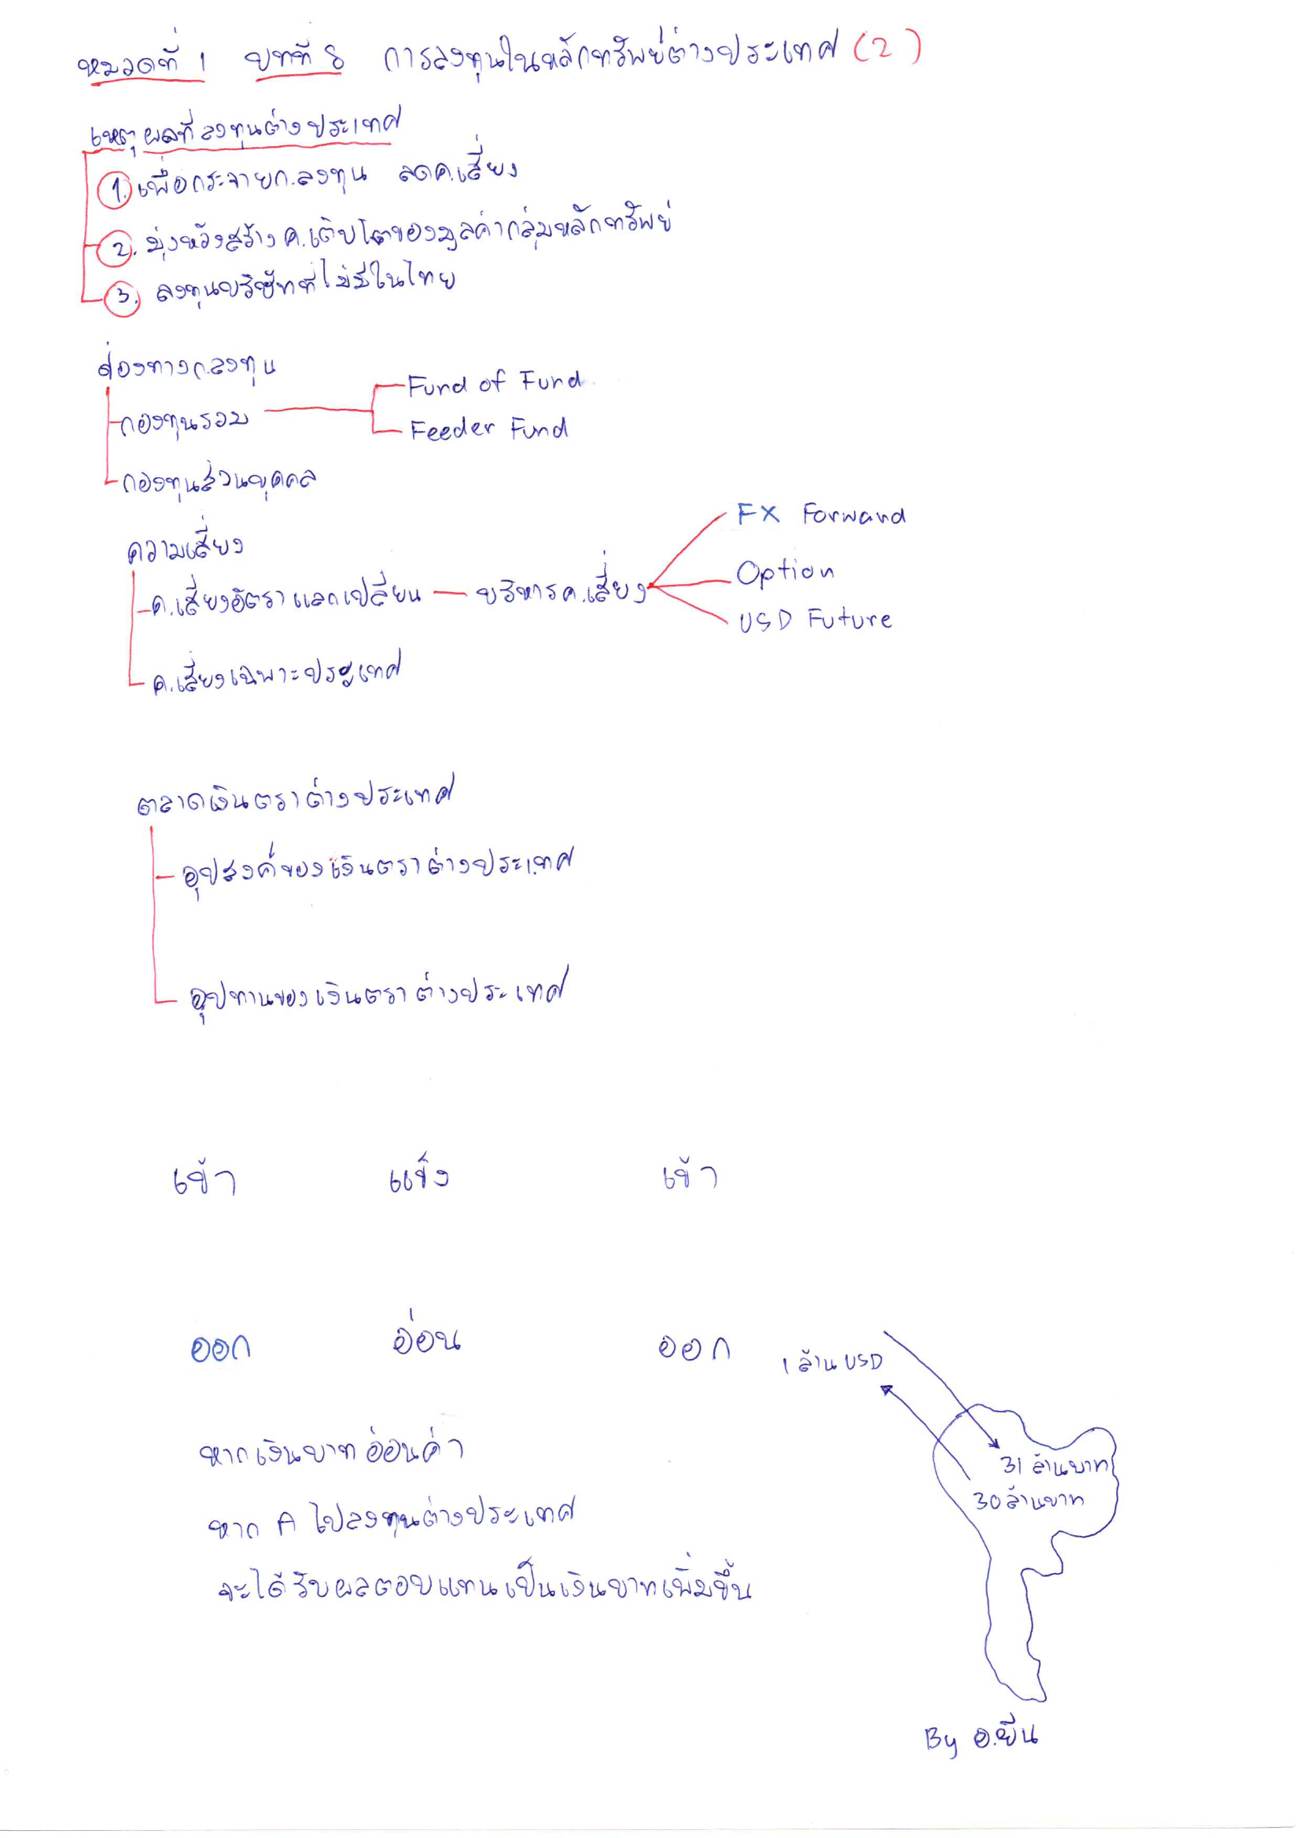 หมวดที่ 1 บทที่ 8 การลงทุนในหลักทรัพย์ต่างประเทศ (2)
เหตุผลที่ลงทุนต่างประเทศ
1. เพื่อกระจายก.ลงทุน ลดค.เสี่ยง
2. มุ่งหวังสร้างค.เติบโตของมูลค่ากลุ่มหลักทรัพย์
3. ลงทุนบริษัทที่ไม่มีในไทย
ช่องทางก.ลงทุน
Fund of Fund
กองทุนรวม
Feeder Fund
กองทุนส่วนบุคคล
FX Forward
ความเสี่ยง
Option
ค.เสี่ยงอัตราแลกเปลี่ยน — บริหารค.เสี่ยง
USD Future
ค.เสี่ยงเฉพาะประเทศ
ตลาดเงินตราต่างประเทศ
อุปสงค์ของเงินตราต่างประเทศ
อุปทานของเงินตราต่างประเทศ
เข้า แข็ง เข้า
ออก อ่อน ออก
1 ล้าน USD
หากเงินบาทอ่อนค่า
31 ล้านบาท
30 ล้านบาท
หาก A ไปลงทุนต่างประเทศ
จะได้รับผลตอบแทนเป็นเงินบาทเพิ่มขึ้น
By อ.ยีน